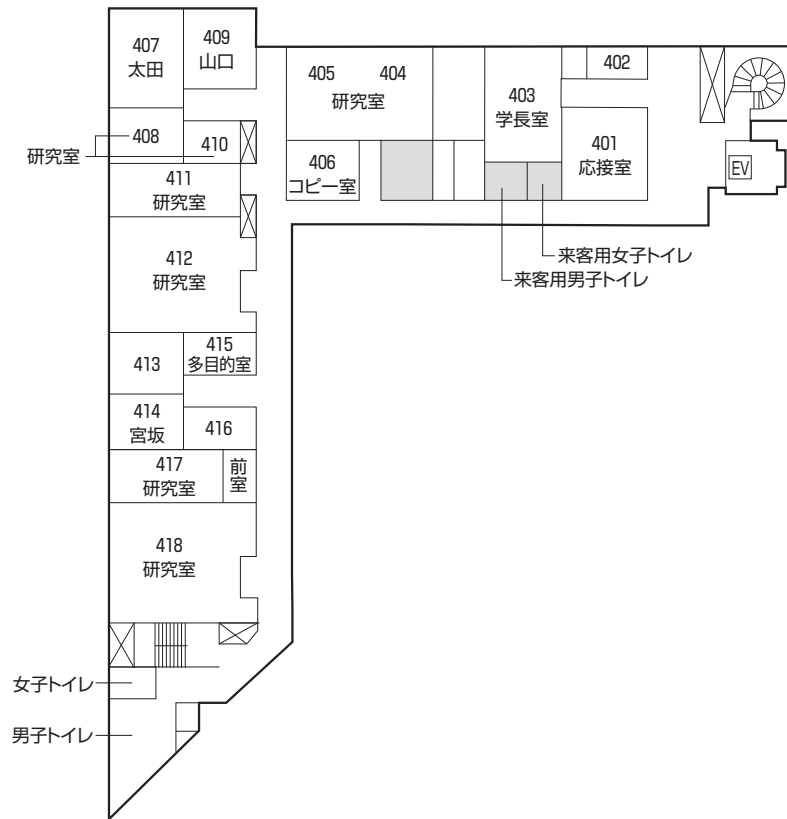 407
太田
409
山口
405
404
研究室
403
学長室
402
408
410
研究室
406
コピー室
401
応接室
EV
411
研究室
来客用女子トイレ
来客用男子トイレ
412
研究室
413
415
多目的室
414
宮坂
416
417
研究室
前
室
418
研究室
女子トイレ
男子トイレ